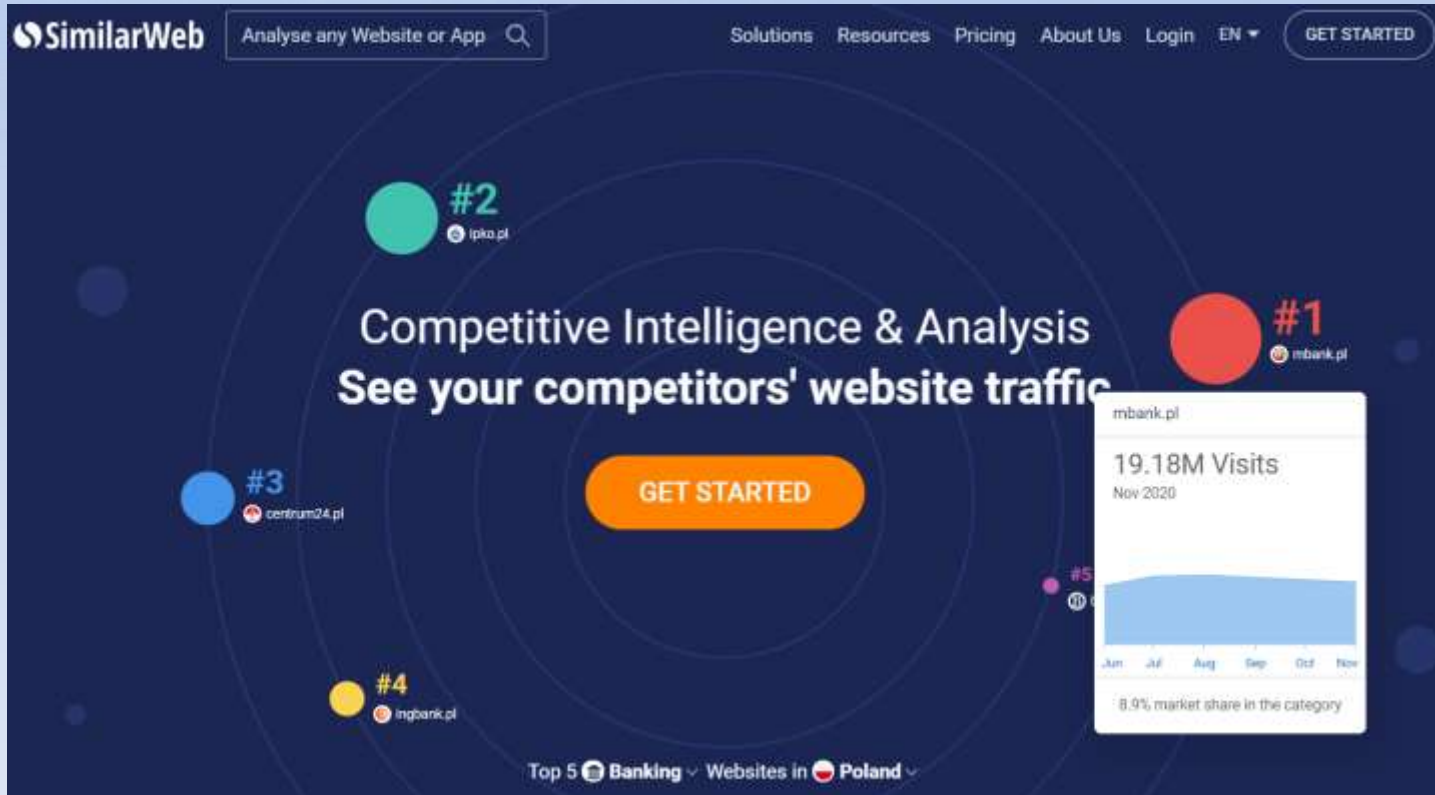 SimilarWeb Analyse any Website or App Solutions Resources Pricing About Us Login EN GET STARTED
#2
ipko.pl
#1
mbank.pl
Competitive Intelligence & Analysis
See your competitors' website traffic
mbank.pl
19.18M Visits
Nov 2020
#3
centrum24.pl
GET STARTED
#5
Jun Jul Aug Sep Oct Nov
8.9% market share in the category
#4
ingbank.pl
Top 5 Banking Websites in Poland